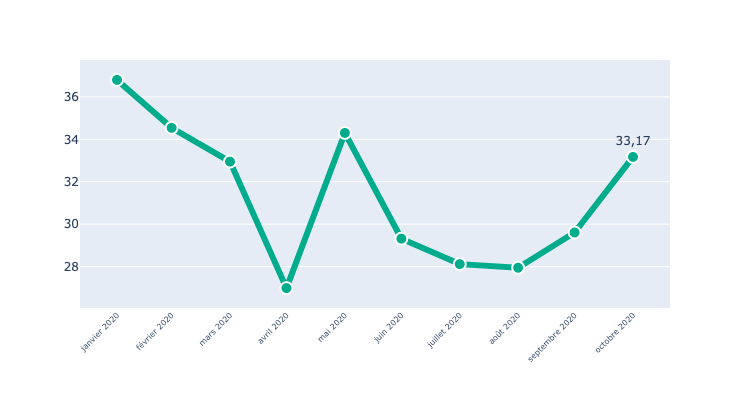 36
34
32
30
28
33,17
janvier 2020
février 2020
mars 2020
avril 2020
mai 2020
juin 2020
juillet 2020
août 2020
septembre 2020
octobre 2020